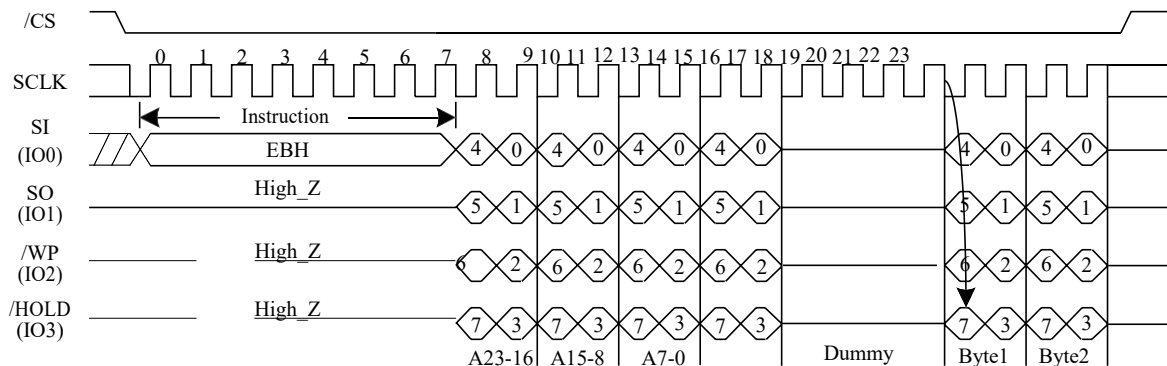 /CS
0 1 2 3 4 5 6 7 8 9 10 11 12 13 14 15 16 17 18 19 20 21 22 23
SCLK
Instruction
SI
(IO0)
EBH
4 0 4 0 4 0 4 0 4 0 4 0
High_Z
SO
(IO1)
5 1 5 1 5 1 5 1 5 1 5 1
/WP
(IO2)
High_Z
6 2 6 2 6 2 6 2 6 2 6 2
/HOLD
(IO3)
High_Z
7 3 7 3 7 3 7 3 7 3 7 3
A23-16 A15-8 A7-0 Dummy Byte1 Byte2